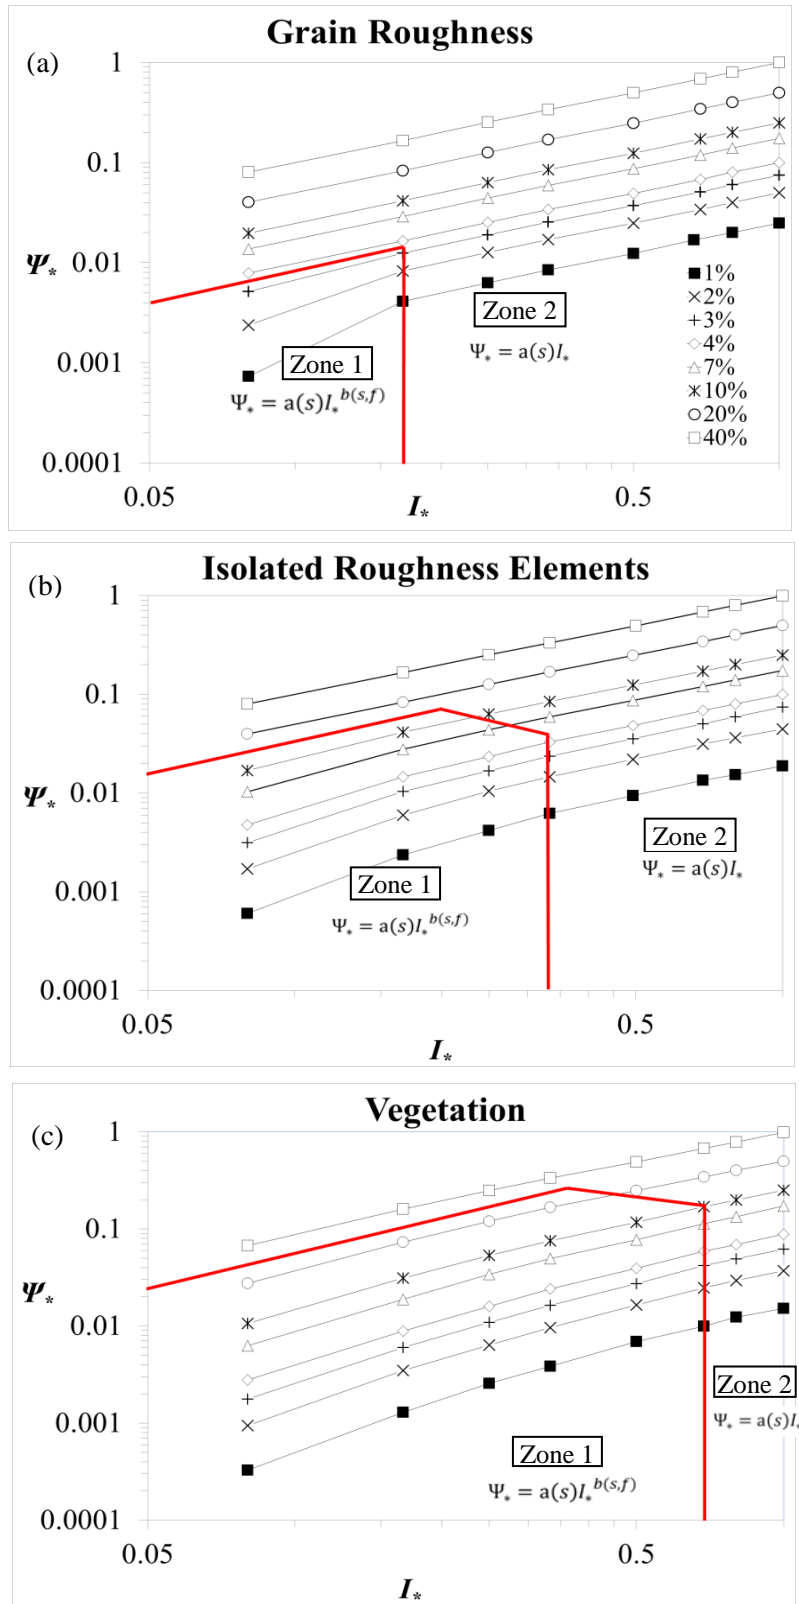 Grain Roughness
(a)
1
0.1
Ψ* 0.01
0.001
0.0001
0.05
0.5
I*
Zone 1
Ψ* = a(s)I*^b(s,f)
Zone 2
Ψ* = a(s)I*
1%
2%
3%
4%
7%
10%
20%
40%
Isolated Roughness Elements
(b)
1
0.1
Ψ* 0.01
0.001
0.0001
0.05
0.5
I*
Zone 1
Ψ* = a(s)I*^b(s,f)
Zone 2
Ψ* = a(s)I*
Vegetation
(c)
1
0.1
Ψ* 0.01
0.001
0.0001
0.05
0.5
I*
Zone 1
Ψ* = a(s)I*^b(s,f)
Zone 2
Ψ* = a(s)I*